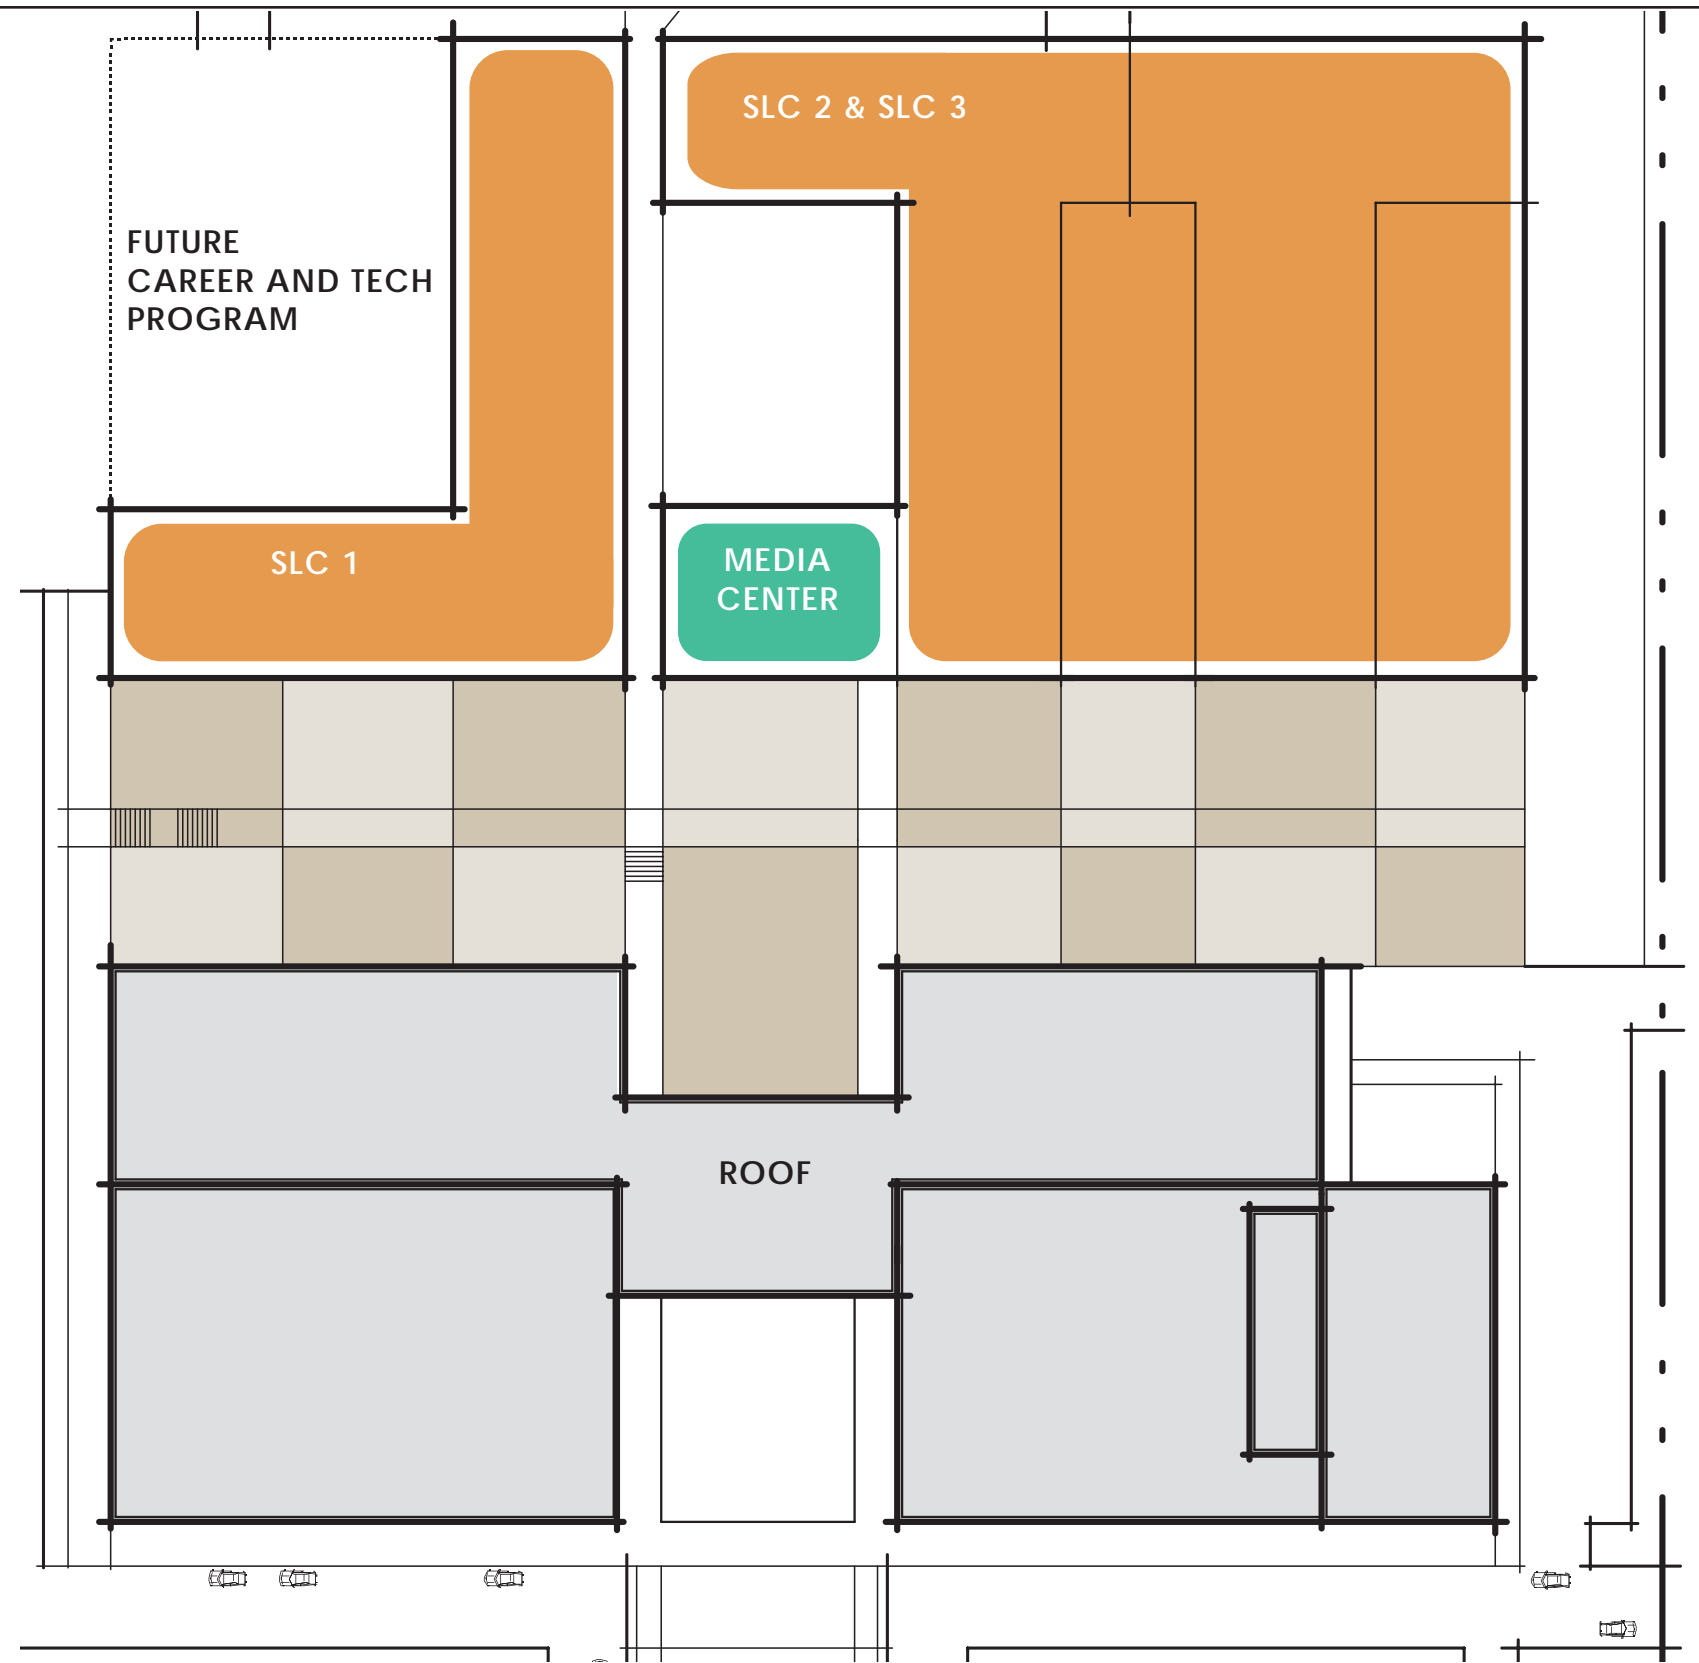 SLC 2 & SLC 3
FUTURE
CAREER AND TECH
PROGRAM
SLC 1
MEDIA
CENTER
ROOF